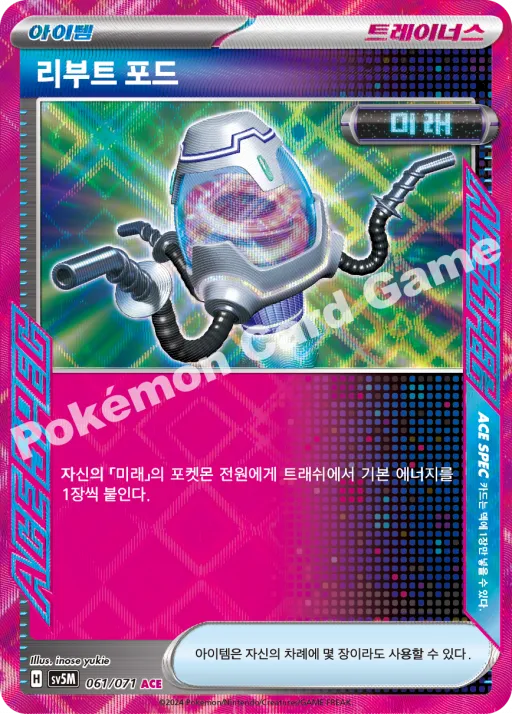 아이템
트레이너스
리부트 포드
미래
ACE SPEC
ACE SPEC
Pokémon Card Game
자신의 「미래」의 포켓몬 전원에게 트래쉬에서 기본 에너지를
1장씩 붙인다.
ACE SPEC 카드는 덱에 1장만 넣을 수 있다.
아이템은 자신의 차례에 몇 장이라도 사용할 수 있다.
Illus. inose yukie
H sv5M 061/071 ACE
©2024 Pokémon/Nintendo/Creatures/GAME FREAK.